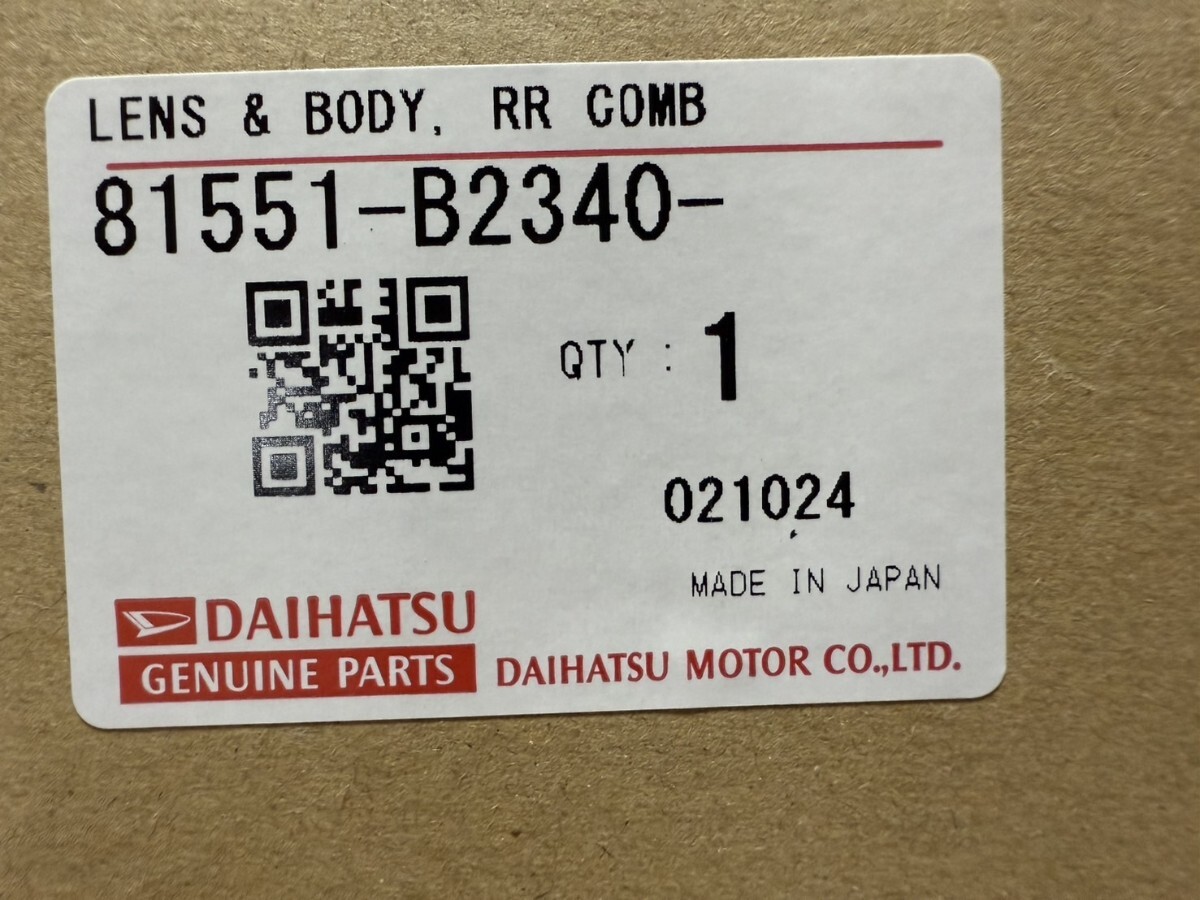 LENS & BODY, RR COMB
81551-B2340-
QTY : 1
021024
MADE IN JAPAN
DAIHATSU
GENUINE PARTS
DAIHATSU MOTOR CO.,LTD.